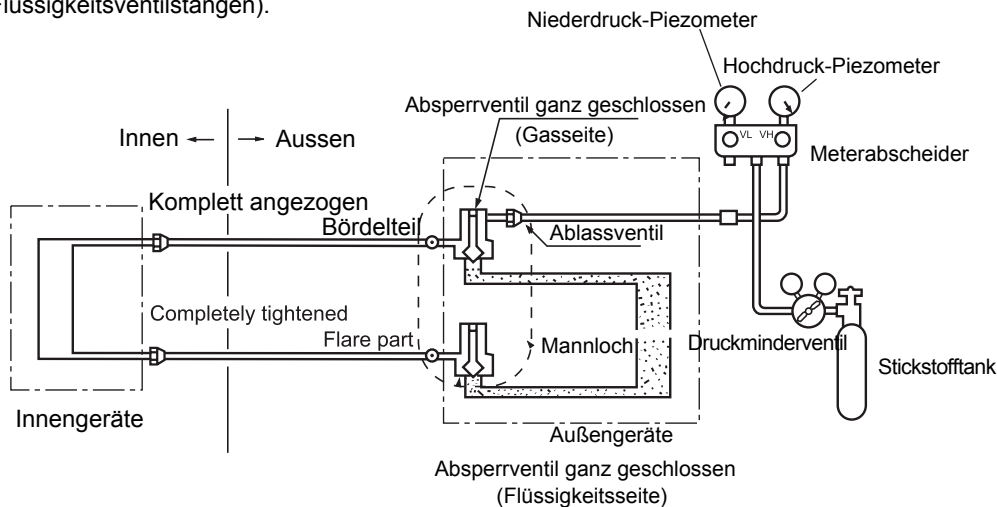 Flüssigkeitsventilstangen).
Niederdruck-Piezometer
Hochdruck-Piezometer
Absperrventil ganz geschlossen
(Gasseite)
Innen
Aussen
VL
VH
Meterabscheider
Komplett angezogen
Bördelteil
Ablassventil
Completely tightened
Flare part
Mannloch
Druckminderventil
Stickstofftank
Innengeräte
Außengeräte
Absperrventil ganz geschlossen
(Flüssigkeitsseite)